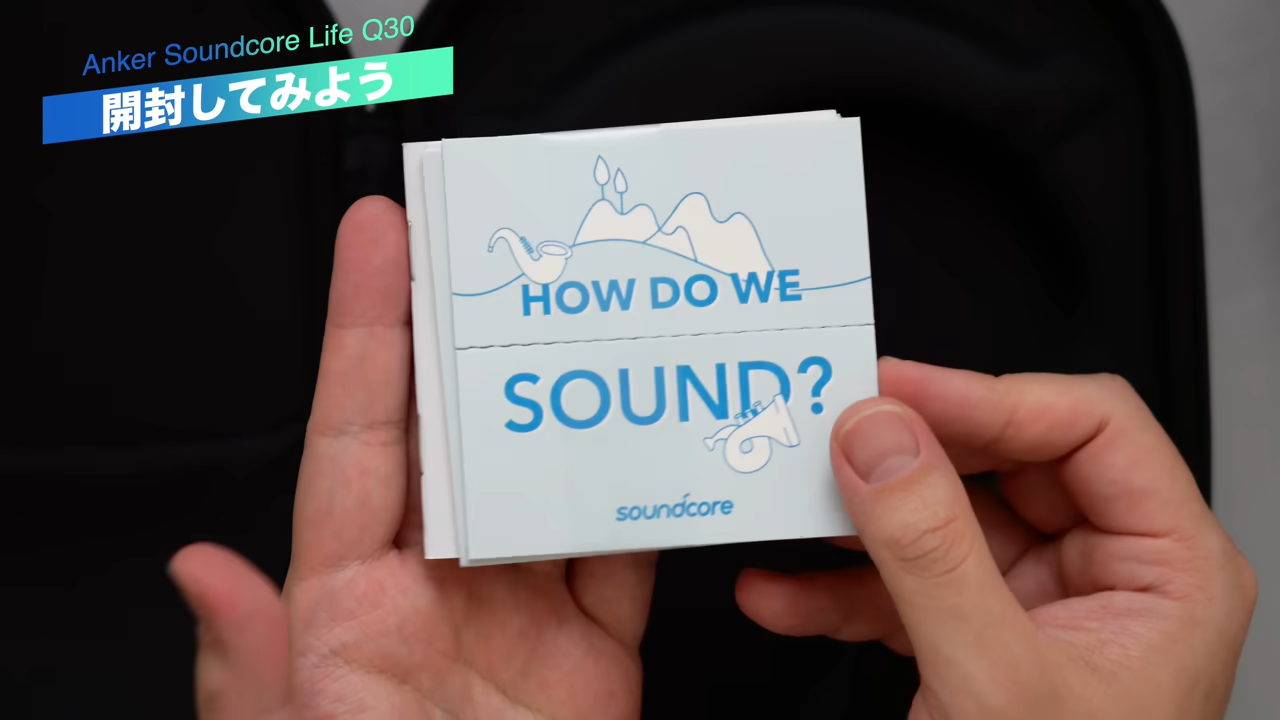 Anker Soundcore Life Q30
開封してみよう
HOW DO WE
SOUND?
soundcore